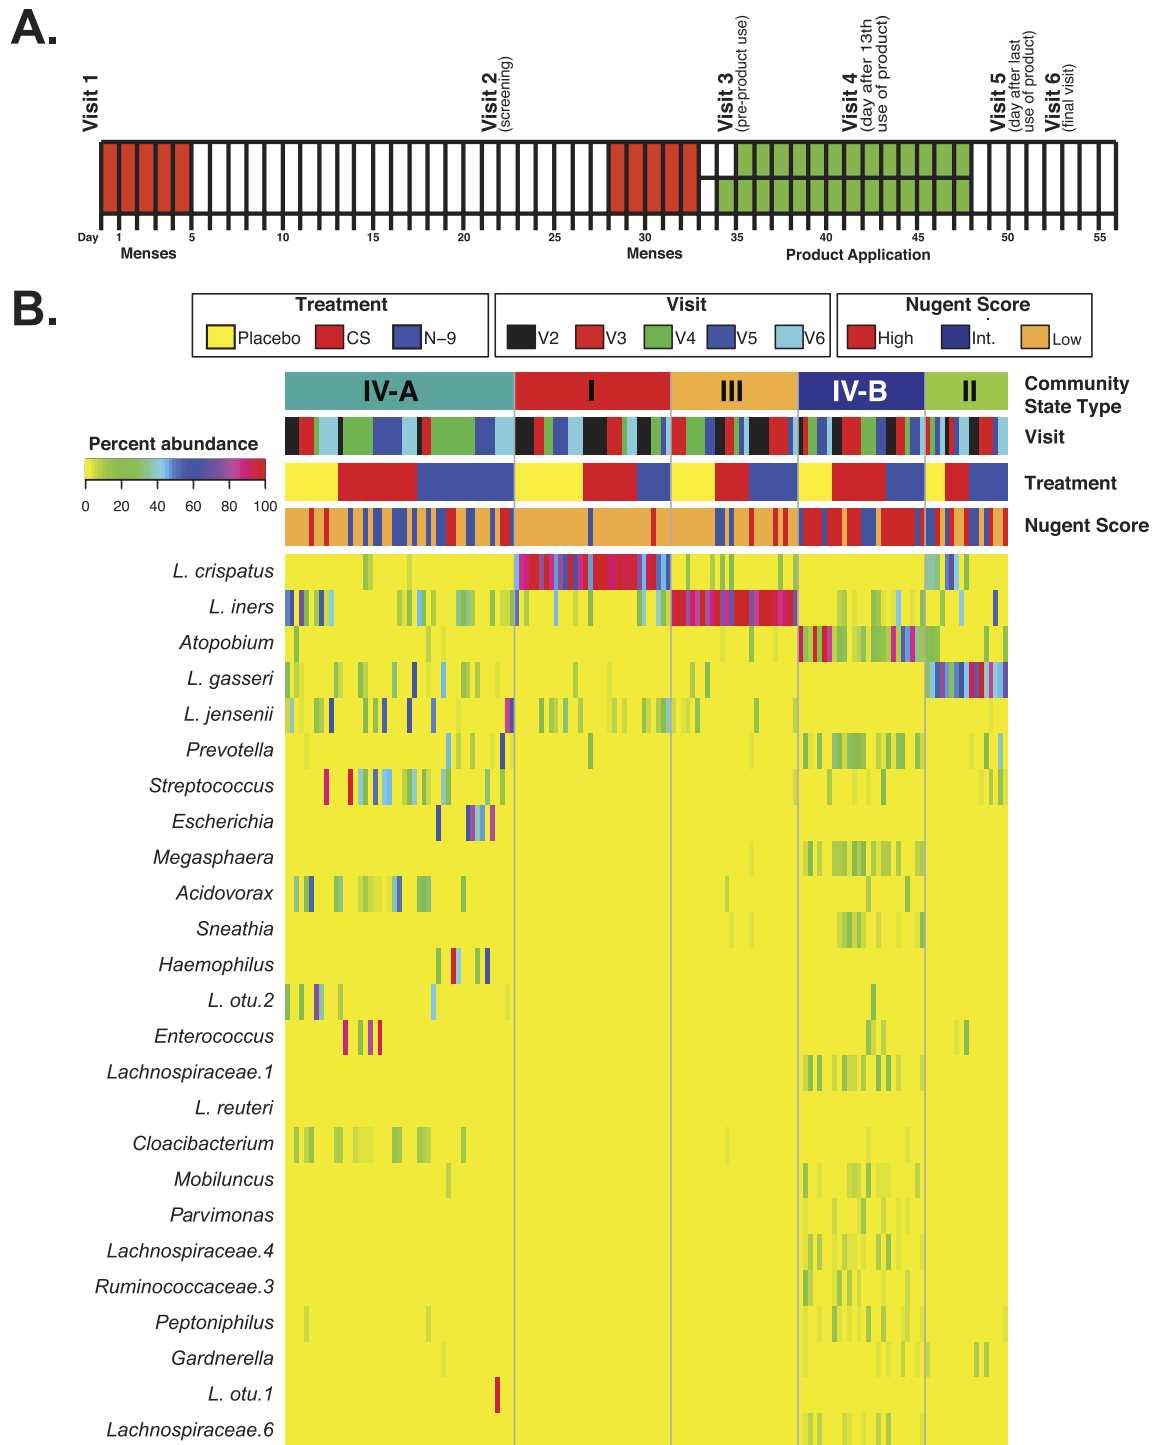 A.
Visit 1
Visit 2
(screening)
Visit 3
(pre-product use)
Visit 4
(day after 13th
use of product)
Visit 5
(day after last
use of product)
Visit 6
(final visit)
Day 1 5 10 15 20 25 30 35 40 45 50 55
Menses Menses Product Application
B.
Treatment Visit Nugent Score
Placebo CS N-9 V2 V3 V4 V5 V6 High Int. Low
IV-A I III IV-B II
Community
State Type
Visit
Treatment
Nugent Score
Percent abundance
0 20 40 60 80 100
L. crispatus
L. iners
Atopobium
L. gasseri
L. jensenii
Prevotella
Streptococcus
Escherichia
Megasphaera
Acidovorax
Sneathia
Haemophilus
L. otu.2
Enterococcus
Lachnospiraceae.1
L. reuteri
Cloacibacterium
Mobiluncus
Parvimonas
Lachnospiraceae.4
Ruminococcaceae.3
Peptoniphilus
Gardnerella
L. otu.1
Lachnospiraceae.6